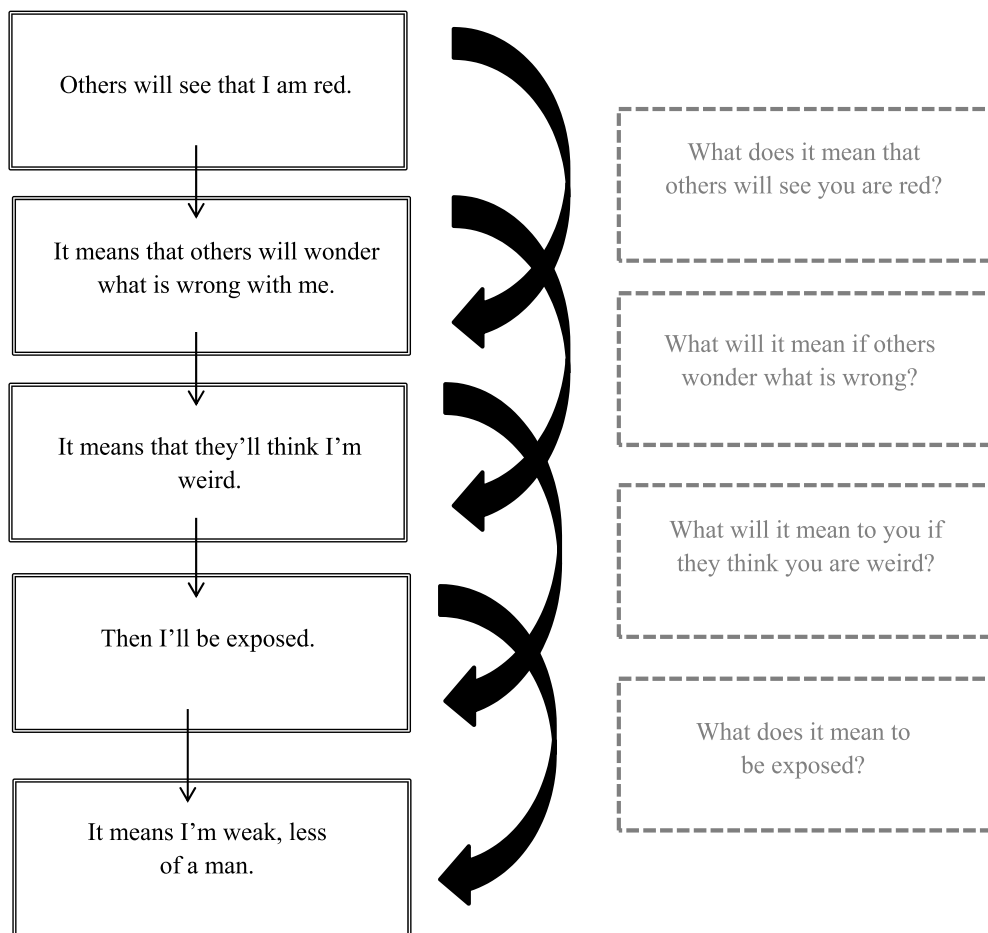 Others will see that I am red.
What does it mean that
others will see you are red?
It means that others will wonder
what is wrong with me.
What will it mean if others
wonder what is wrong?
It means that they’ll think I’m
weird.
What will it mean to you if
they think you are weird?
Then I’ll be exposed.
What does it mean to
be exposed?
It means I’m weak, less
of a man.